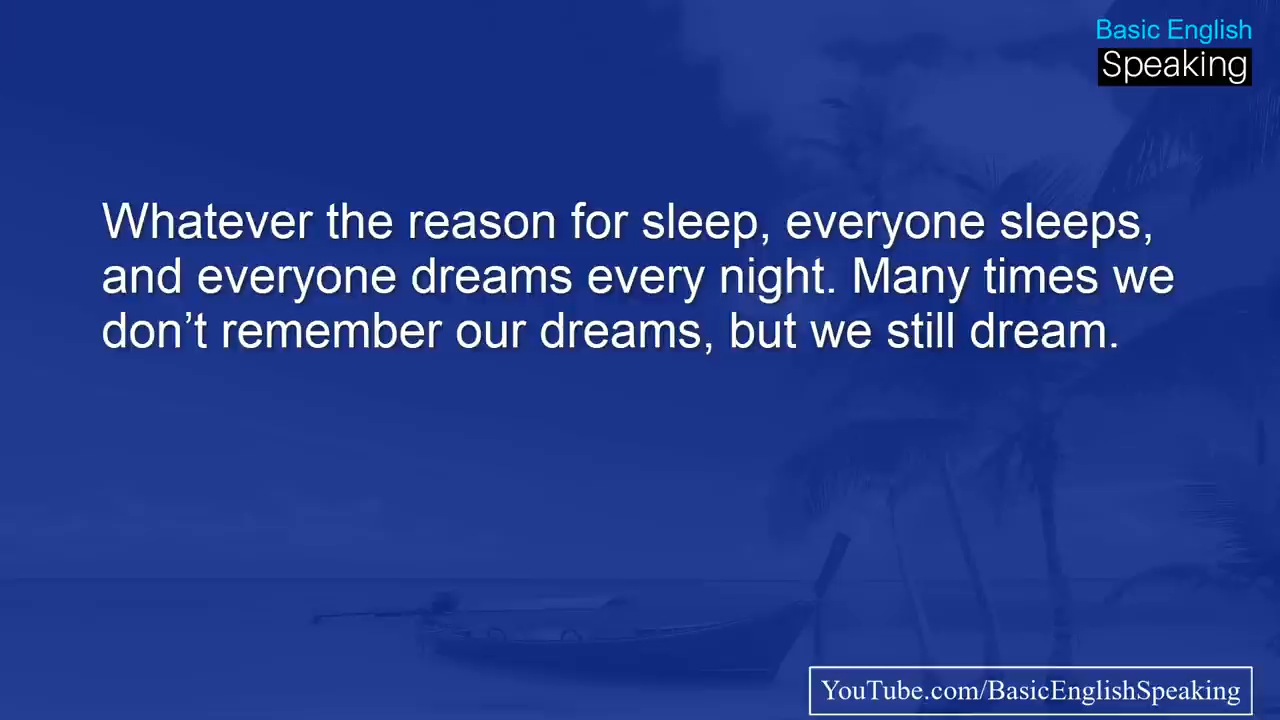 Basic English
Speaking
Whatever the reason for sleep, everyone sleeps,
and everyone dreams every night. Many times we
don’t remember our dreams, but we still dream.
YouTube.com/BasicEnglishSpeaking